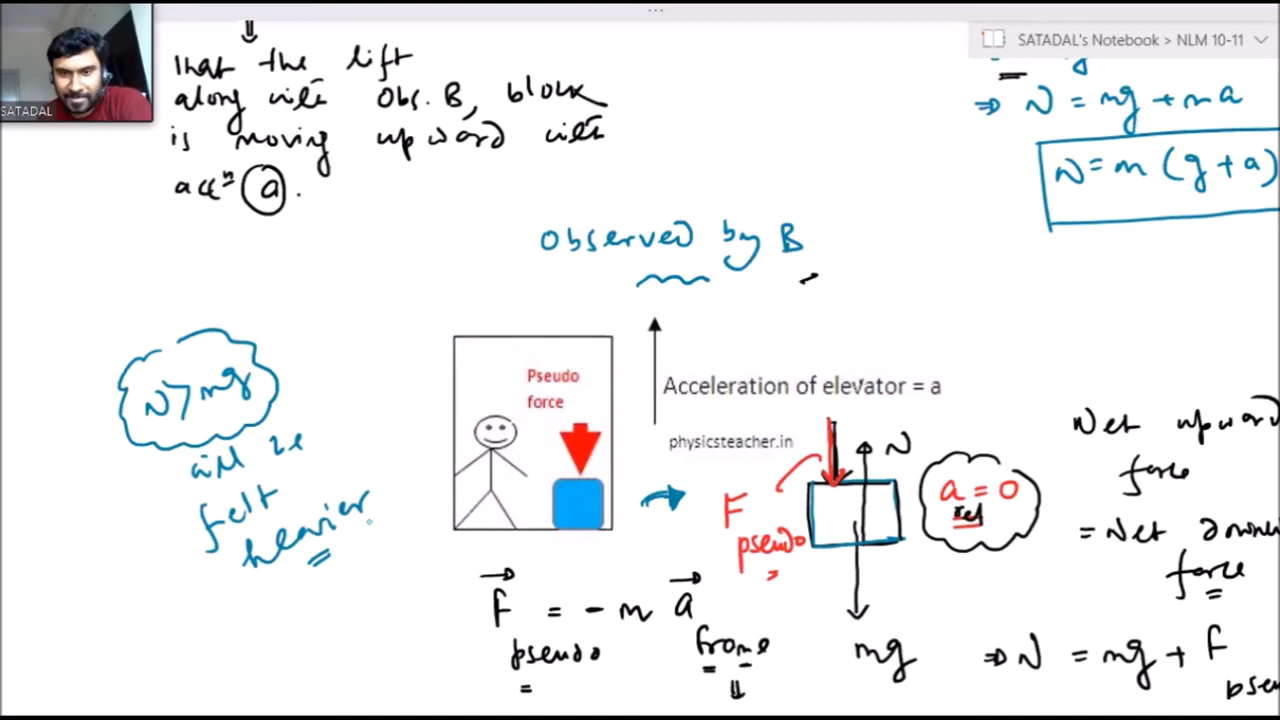 SATADAL's Notebook > NLM 10-11
SATADAL
that the lift
along with Obs. B, block
is moving upward with
accⁿ a.
⇒ N = mg + ma
N = m (g + a)
Observed by B
N > mg
will be
felt
heavier
Pseudo
force
Acceleration of elevator = a
physicsteacher.in
N
F
pseudo
a = 0
rel
mg
F = - m a
pseudo frame
Net upward
force
= Net
force
⇒ N = mg + F